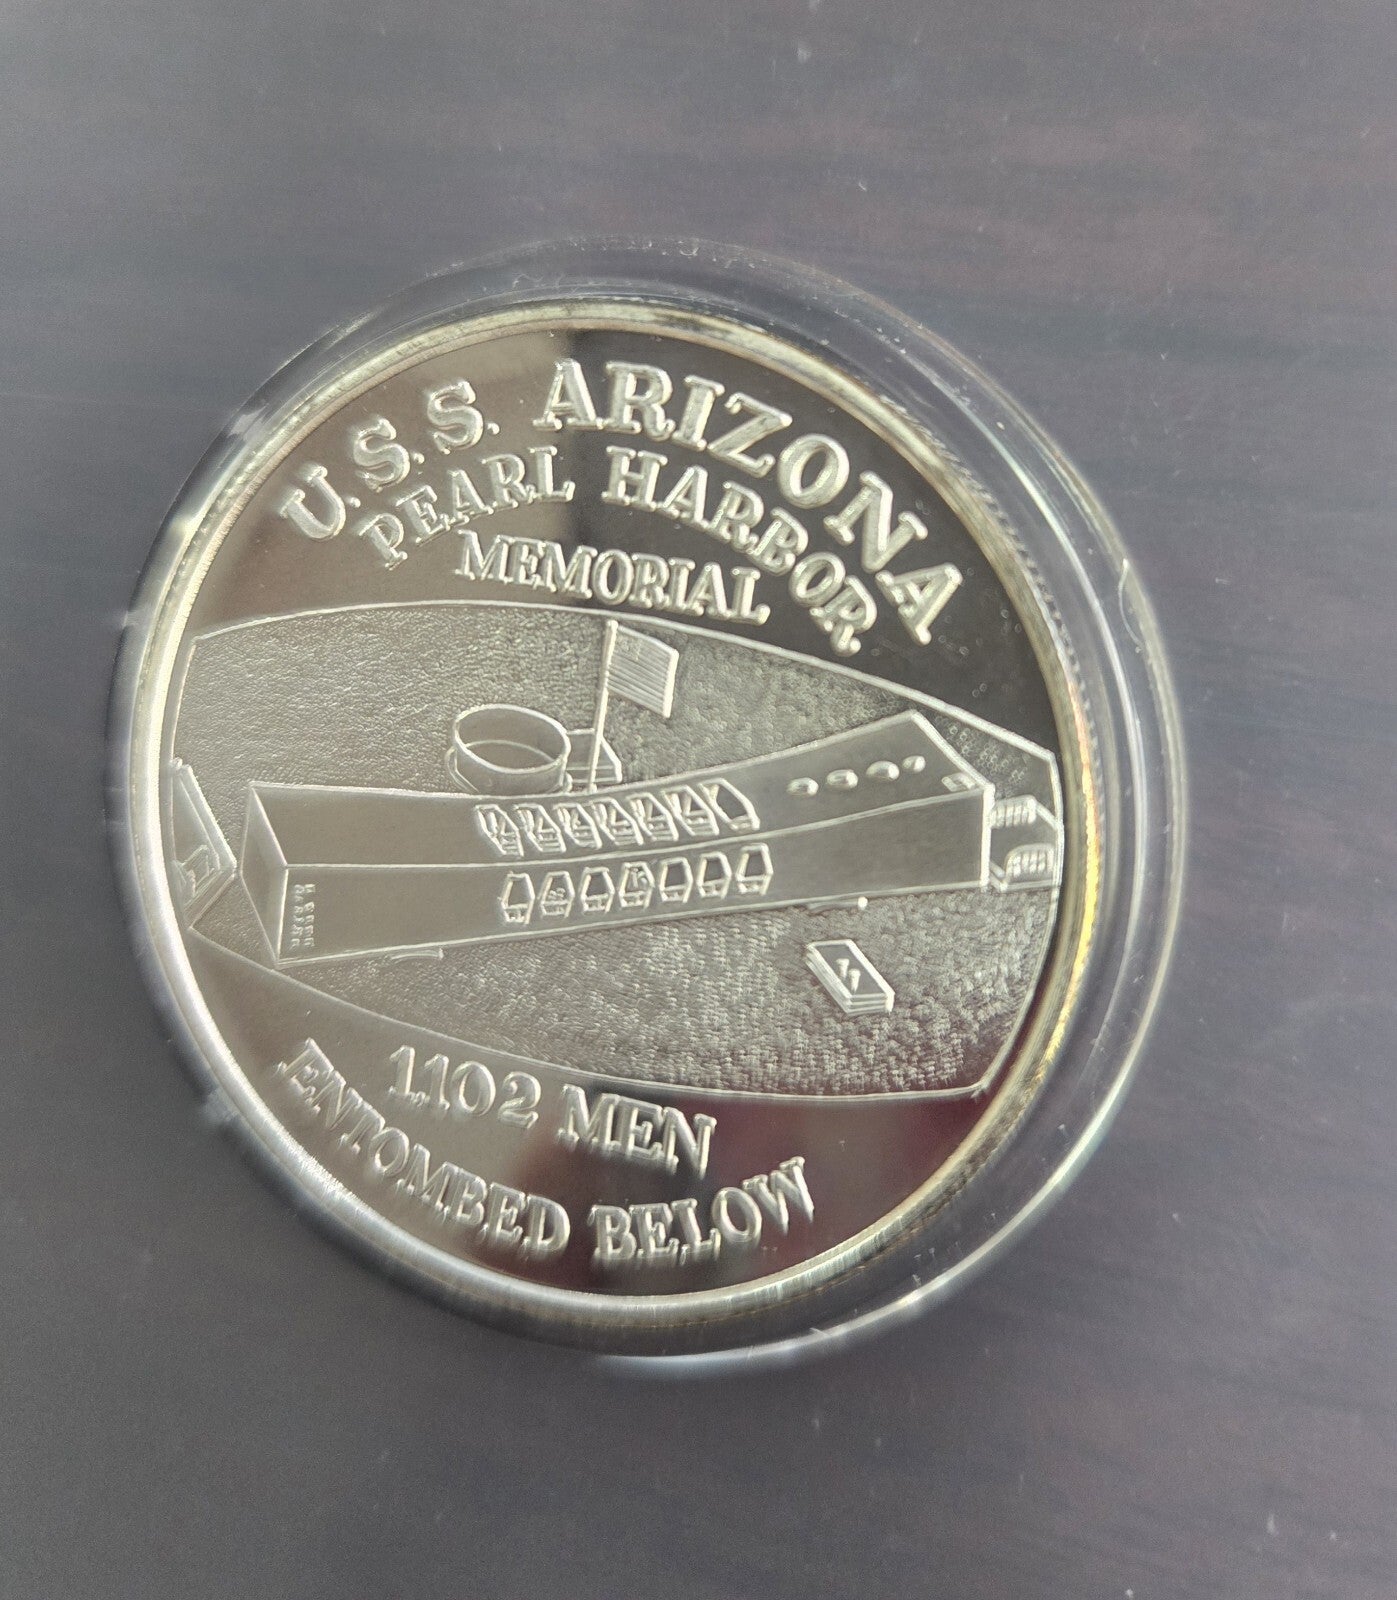 U.S.S. ARIZONA
PEARL HARBOR
MEMORIAL
1102 MEN
ENTOMBED BELOW